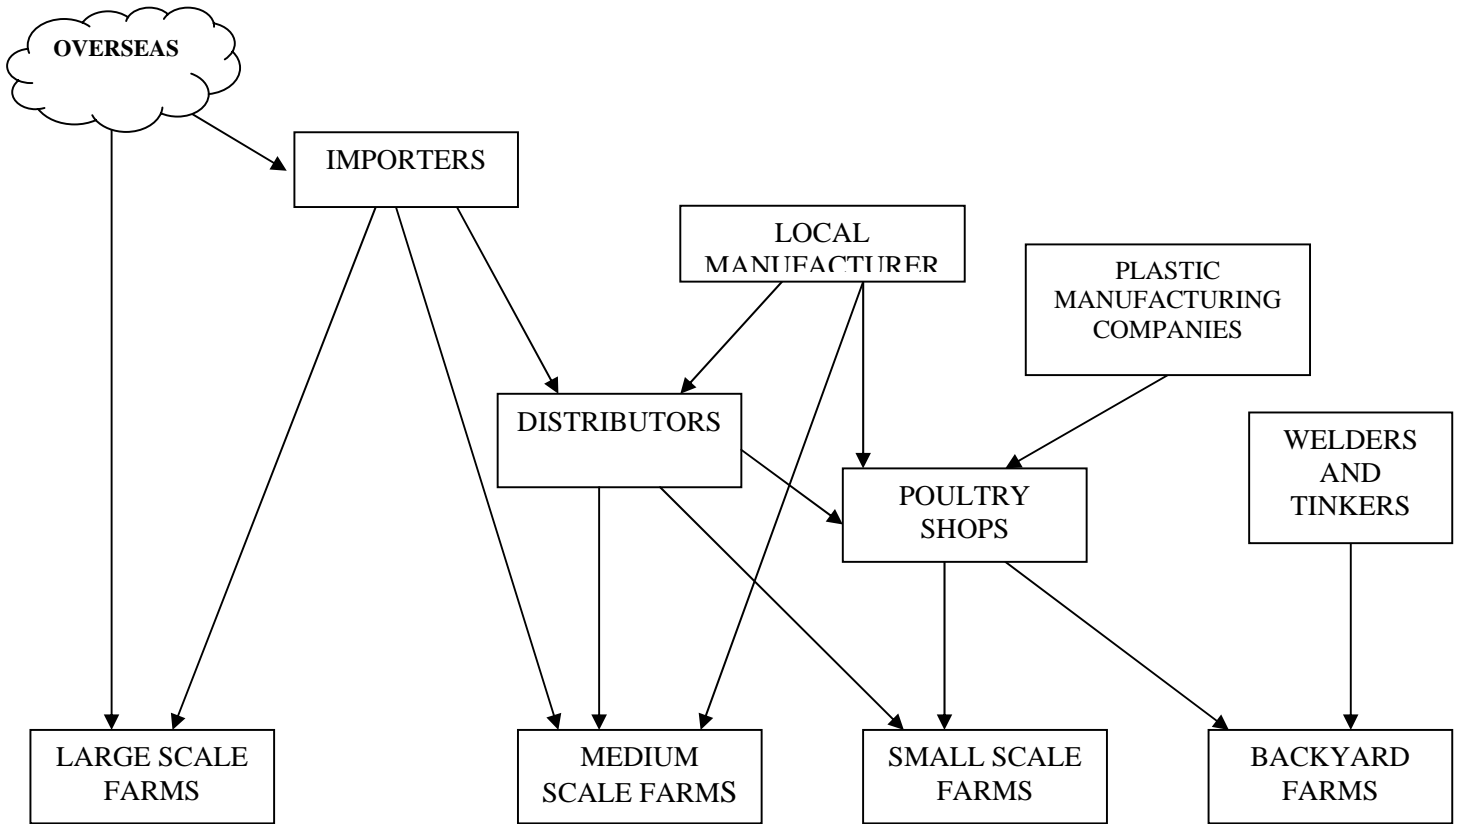 OVERSEAS
IMPORTERS
LOCAL
MANUFACTURER
PLASTIC
MANUFACTURING
COMPANIES
DISTRIBUTORS
WELDERS
AND
TINKERS
POULTRY
SHOPS
LARGE SCALE
FARMS
MEDIUM
SCALE FARMS
SMALL SCALE
FARMS
BACKYARD
FARMS